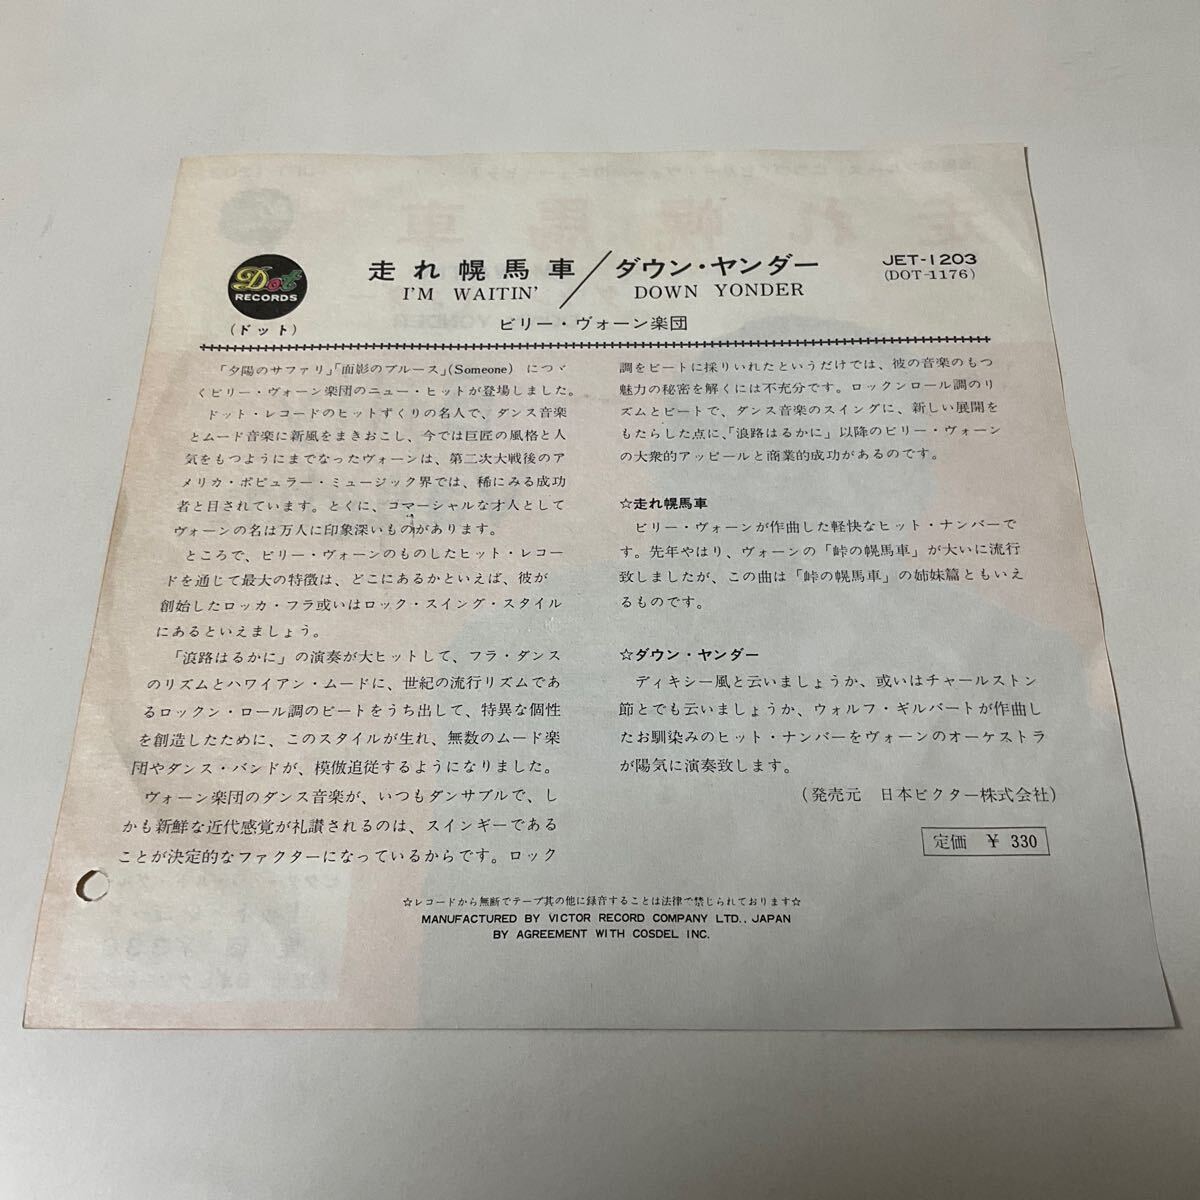 Dot
RECORDS
(ドット)
走れ幌馬車/ダウン・ヤンダー
I'M WAITIN' DOWN YONDER
ビリー・ヴォーン楽団
JET-1203
(DOT-1176)
「夕陽のサファリ」「面影のブルース」(Someone) につゞ
くビリー・ヴォーン楽団のニュー・ヒットが登場しました。
ドット・レコードのヒットずくりの名人で、ダンス音楽
とムード音楽に新風をまきおこし、今では巨匠の風格と人
気をもつようにまでなったヴォーンは、第二次大戦後のア
メリカ・ポピュラー・ミュージック界では、稀にみる成功
者と目されています。とくに、コマーシャルな才人として
ヴォーンの名は万人に印象深いものがあります。
ところで、ビリー・ヴォーンのものしたヒット・レコー
ドを通じて最大の特徴は、どこにあるかといえば、彼が
創始したロッカ・フラ或いはロック・スイング・スタイル
にあるといえましょう。
「浪路はるかに」の演奏が大ヒットして、フラ・ダンス
のリズムとハワイアン・ムードに、世紀の流行リズムであ
るロックン・ロール調のビートをうち出して、特異な個性
を創造したために、このスタイルが生れ、無数のムード楽
団やダンス・バンドが、模倣追従するようになりました。
ヴォーン楽団のダンス音楽が、いつもダンサブルで、し
かも新鮮な近代感覚が礼讃されるのは、スインギーである
ことが決定的なファクターになっているからです。ロック
調をビートに採りいれたというだけでは、彼の音楽のもつ
魅力の秘密を解くには不充分です。ロックンロール調のリ
ズムとビートで、ダンス音楽のスイングに、新しい展開を
もたらした点に、「浪路はるかに」以降のビリー・ヴォーン
の大衆的アッピールと商業的成功があるのです。
☆走れ幌馬車
ビリー・ヴォーンが作曲した軽快なヒット・ナンバーで
す。先年やはり、ヴォーンの「峠の幌馬車」が大いに流行
致しましたが、この曲は「峠の幌馬車」の姉妹篇ともいえ
るものです。
☆ダウン・ヤンダー
ディキシー風と云いましょうか、或いはチャールストン
節とでも云いましょうか、ウォルフ・ギルバートが作曲し
たお馴染みのヒット・ナンバーをヴォーンのオーケストラ
が陽気に演奏致します。
(発売元 日本ビクター株式会社)
定価 ¥ 330
☆レコードから無断でテープ其の他に録音することは法律で禁じられております☆
MANUFACTURED BY VICTOR RECORD COMPANY LTD., JAPAN
BY AGREEMENT WITH COSDEL INC.